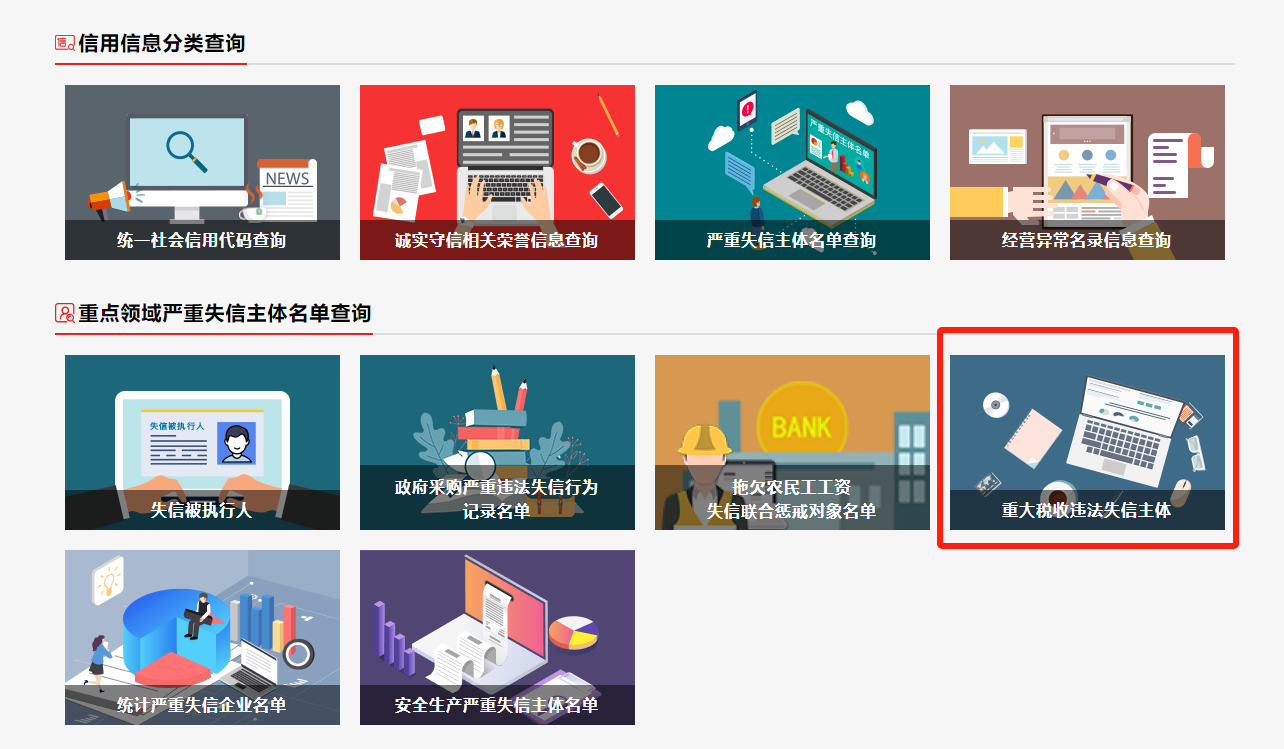 信用信息分类查询
NEWS
严重失信主体名单
统一社会信用代码查询
诚实守信相关荣誉信息查询
严重失信主体名单查询
经营异常名录信息查询
重点领域严重失信主体名单查询
失信被执行人
BANK
失信被执行人
政府采购严重违法失信行为
记录名单
拖欠农民工工资
失信联合惩戒对象名单
重大税收违法失信主体
统计严重失信企业名单
安全生产严重失信主体名单